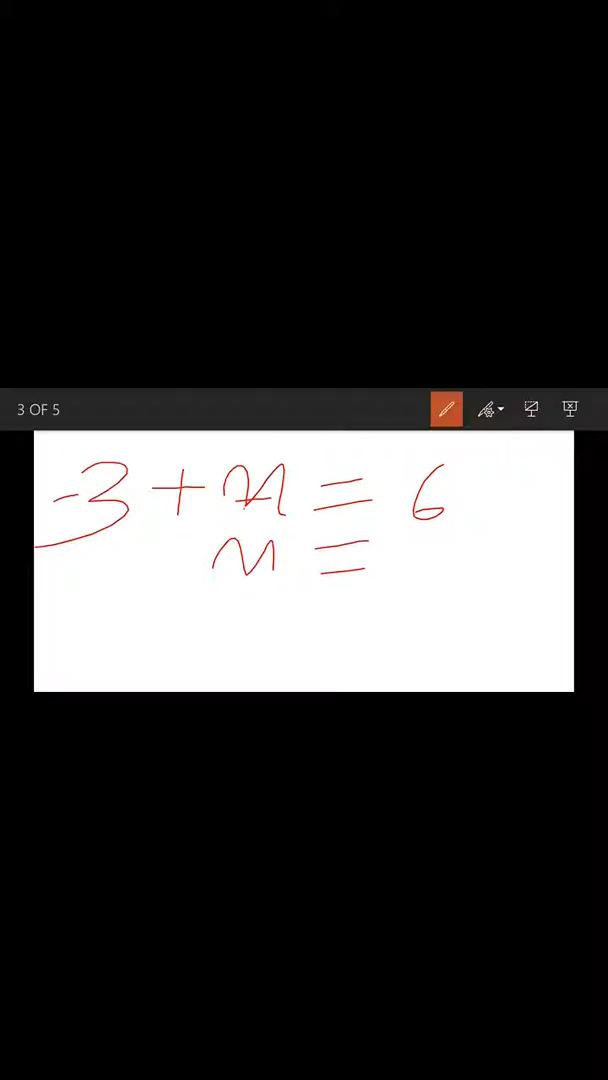 3 OF 5
-3 + x = 6
x =